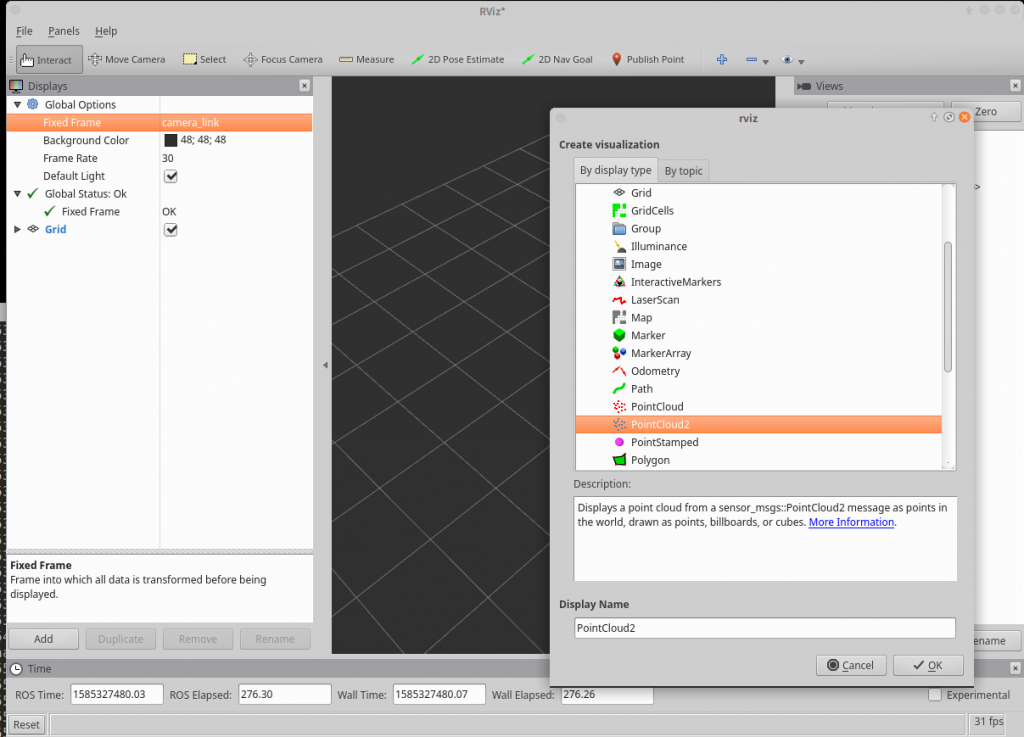 RViz*
File Panels Help
Interact Move Camera Select Focus Camera Measure 2D Pose Estimate 2D Nav Goal Publish Point
Displays
Global Options
Fixed Frame camera_link
Background Color 48; 48; 48
Frame Rate 30
Default Light
Global Status: Ok
Fixed Frame OK
Grid
Fixed Frame
Frame into which all data is transformed before being
displayed.
Add Duplicate Remove Rename
Views
Zero
rviz
Create visualization
By display type By topic
Grid
GridCells
Group
Illuminance
Image
InteractiveMarkers
LaserScan
Map
Marker
MarkerArray
Odometry
Path
PointCloud
PointCloud2
PointStamped
Polygon
Description:
Displays a point cloud from a sensor_msgs::PointCloud2 message as points in
the world, drawn as points, billboards, or cubes. More Information.
Display Name
PointCloud2
Cancel OK
ename
Time
ROS Time: 1585327480.03 ROS Elapsed: 276.30 Wall Time: 1585327480.07 Wall Elapsed: 276.26 Experimental
Reset 31 fps